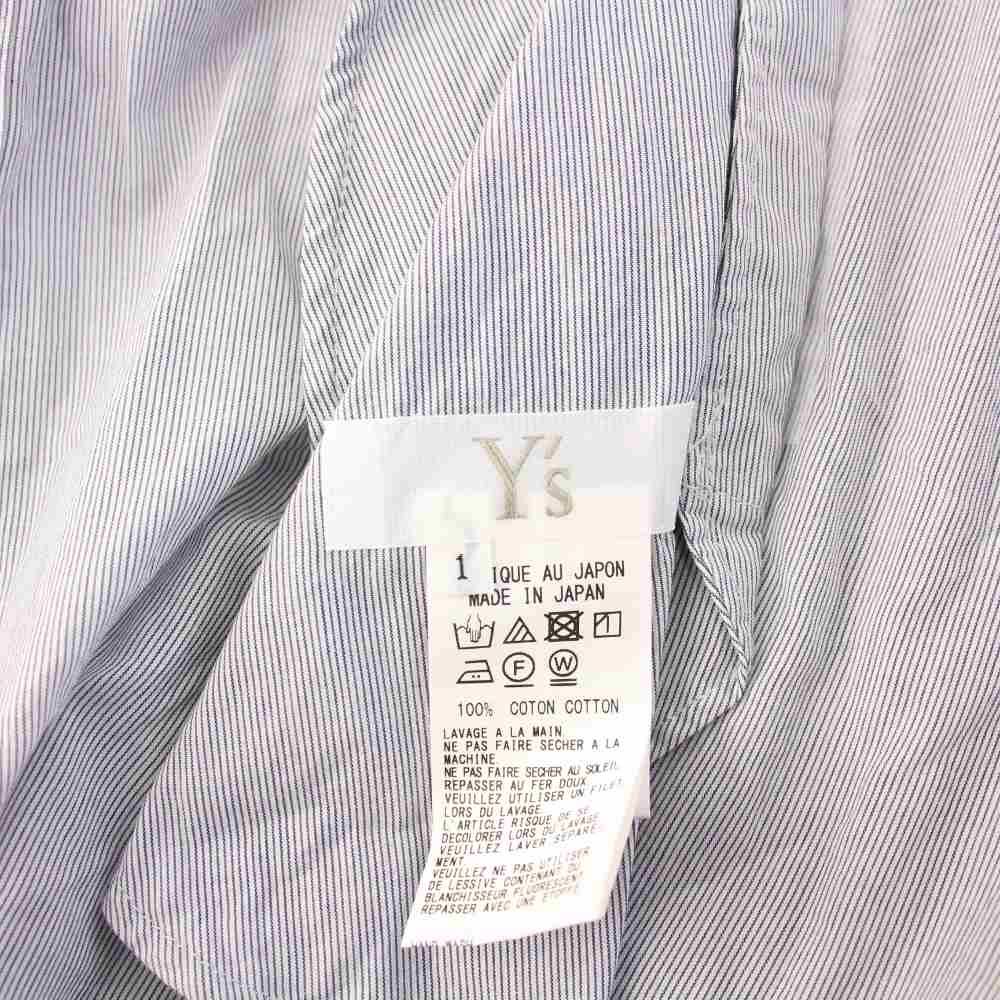 Y's
1
IQUE AU JAPON
MADE IN JAPAN
F
W
100% COTON COTTON
LAVAGE A LA MAIN
NE PAS FAIRE SECHER A LA
MACHINE.
NE PAS FAIRE SECHER AU SOLEIL
REPASSER AU FER DOUX
VEUILLEZ UTILISER UN FILET
LORS DU LAVAGE
L'ARTICLE RISQUE DE SE
DECOLORER LORS DU LAVAGE
VEUILLEZ LAVER SEPARE
MENT.
VEUILLEZ NE PAS UTILISER
DE LESSIVE CONTENANT DU
BLANCHISSEUR FLUORESCENT
REPASSER AVEC UNE ETOFFE
HAND WASH